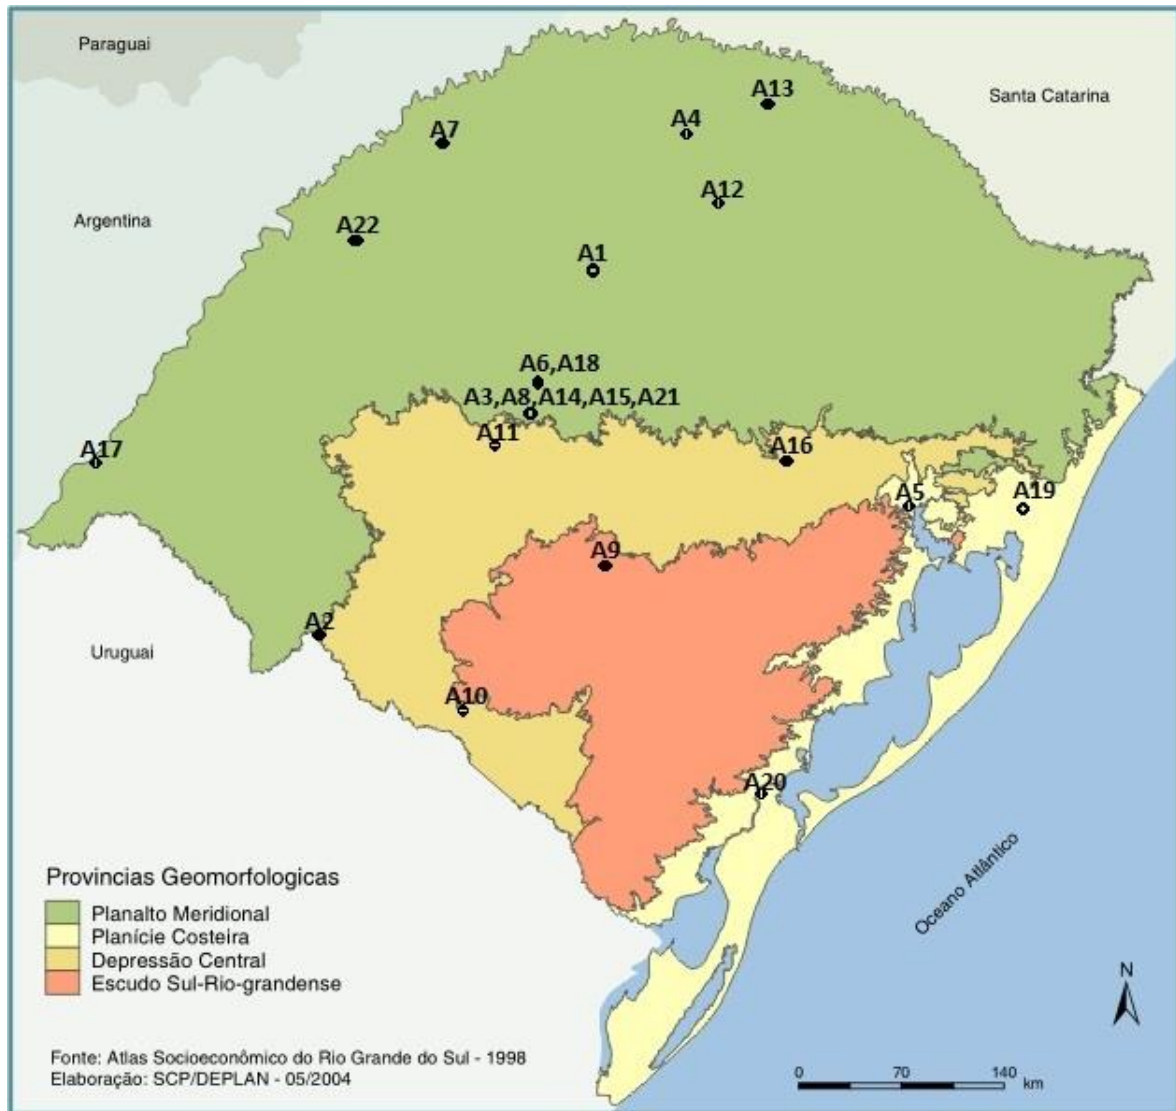 Paraguai
Santa Catarina
A13
A4
A7
A12
Argentina
A22
A1
A6,A18
A3,A8,A14,A15,A21
A11
A16
A17
A5
A19
A9
A2
Uruguai
A10
A20
Oceano Atlântico
Provincias Geomorfologicas
Planalto Meridional
Planície Costeira
Depressão Central
Escudo Sul-Rio-grandense
N
Fonte: Atlas Socioeconômico do Rio Grande do Sul - 1998
Elaboração: SCP/DEPLAN - 05/2004
0 70 140
km